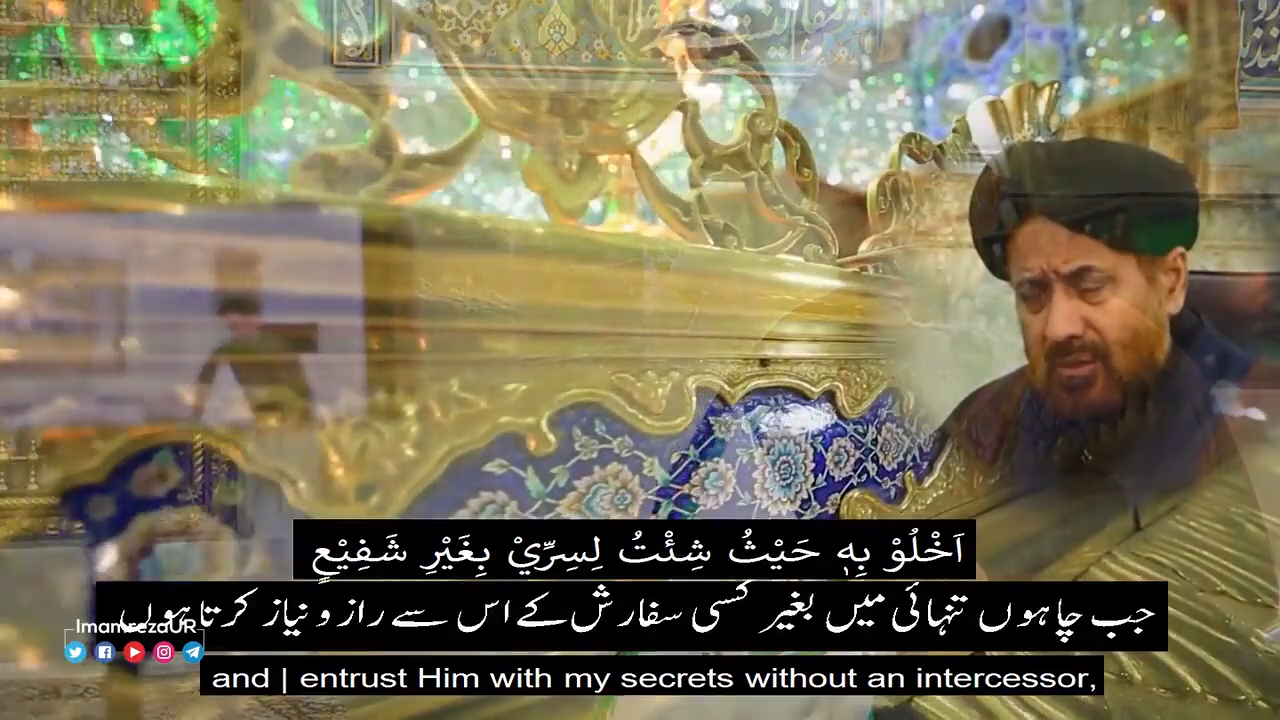 اَخْلُوْ بِهٖ حَيْثُ شِئْتُ لِسِرِّيْ بِغَيْرِ شَفِيْعٍ
جب چاہوں تنہائی میں بغیر کسی سفارش کے اس سے راز و نیاز کرتا ہوں
ImamrezaUR
and I entrust Him with my secrets without an intercessor,